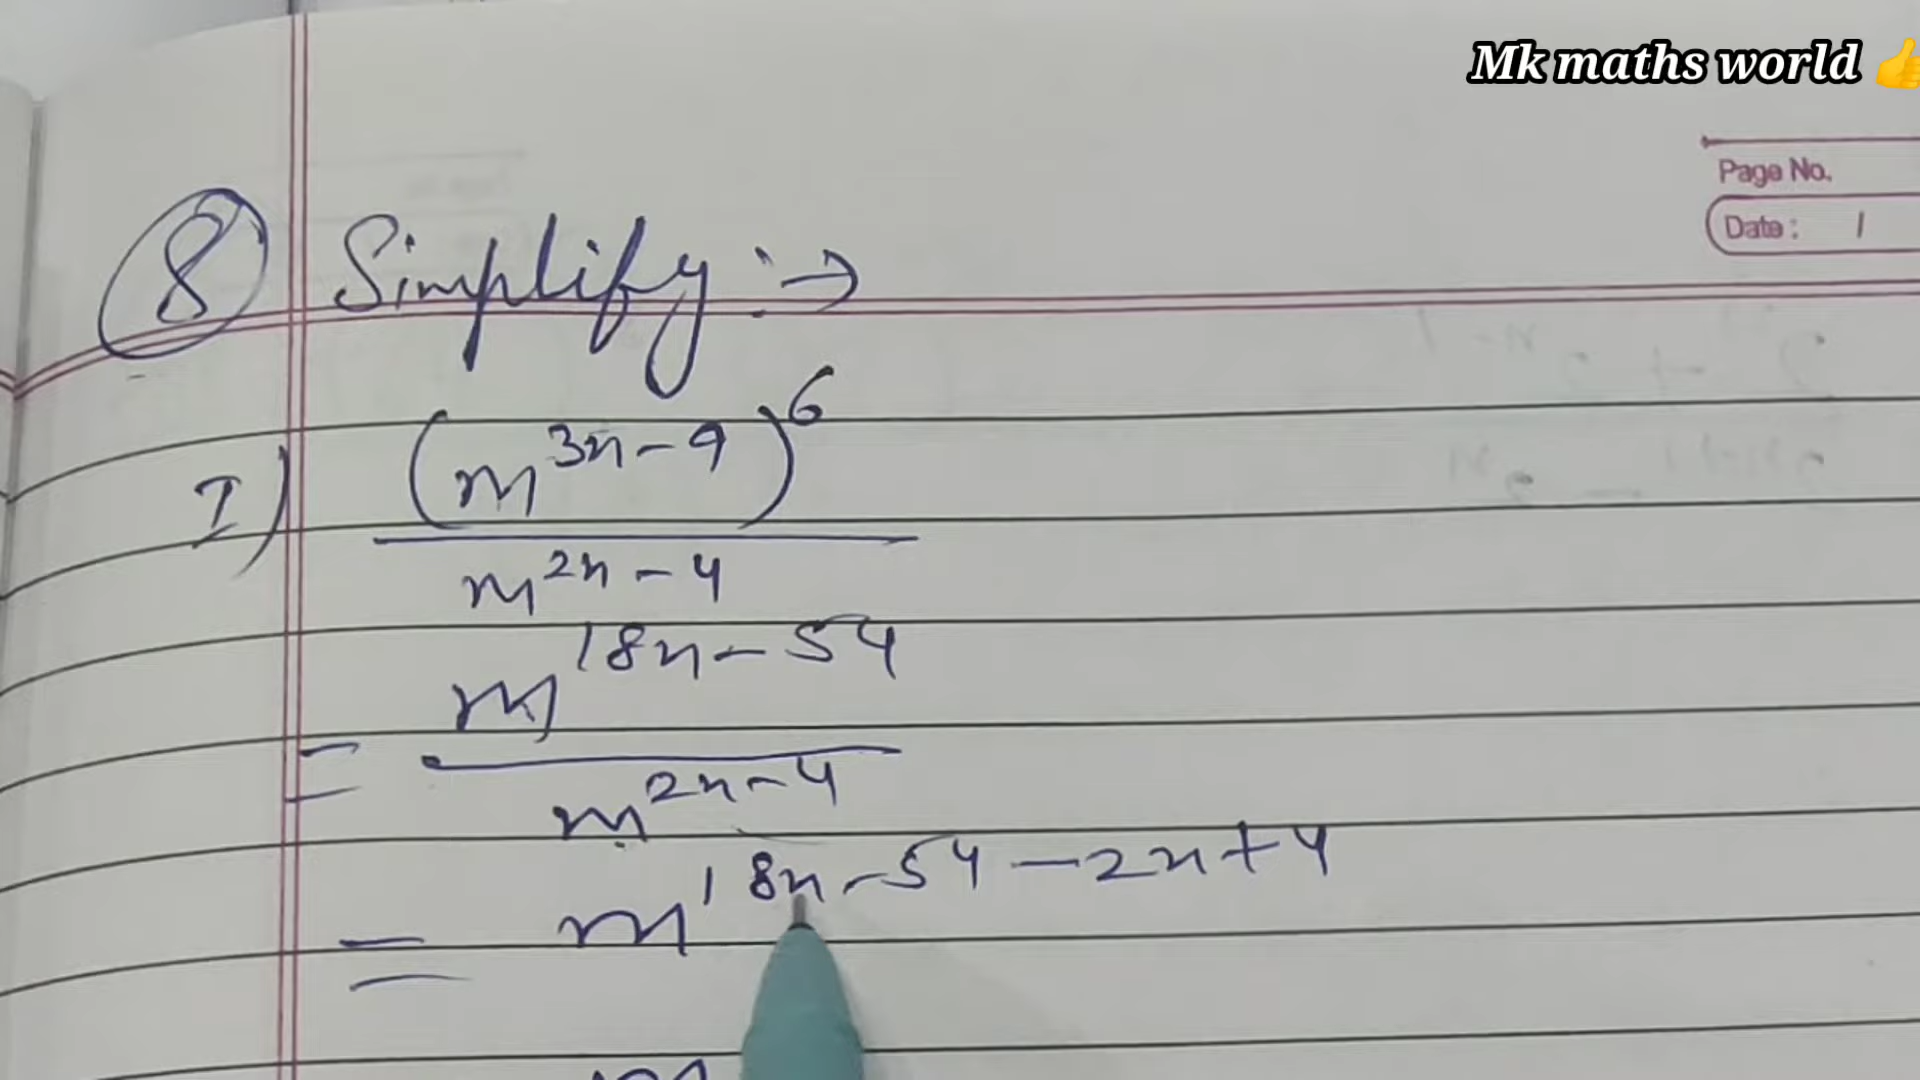 Mk maths world 👍
Page No.
Date: /
8 Simplify :→
I) (m^{3n-9})^6
m^{2n-4}
= m^{18n-54}
m^{2n-4}
= m^{18n-54-2n+4}